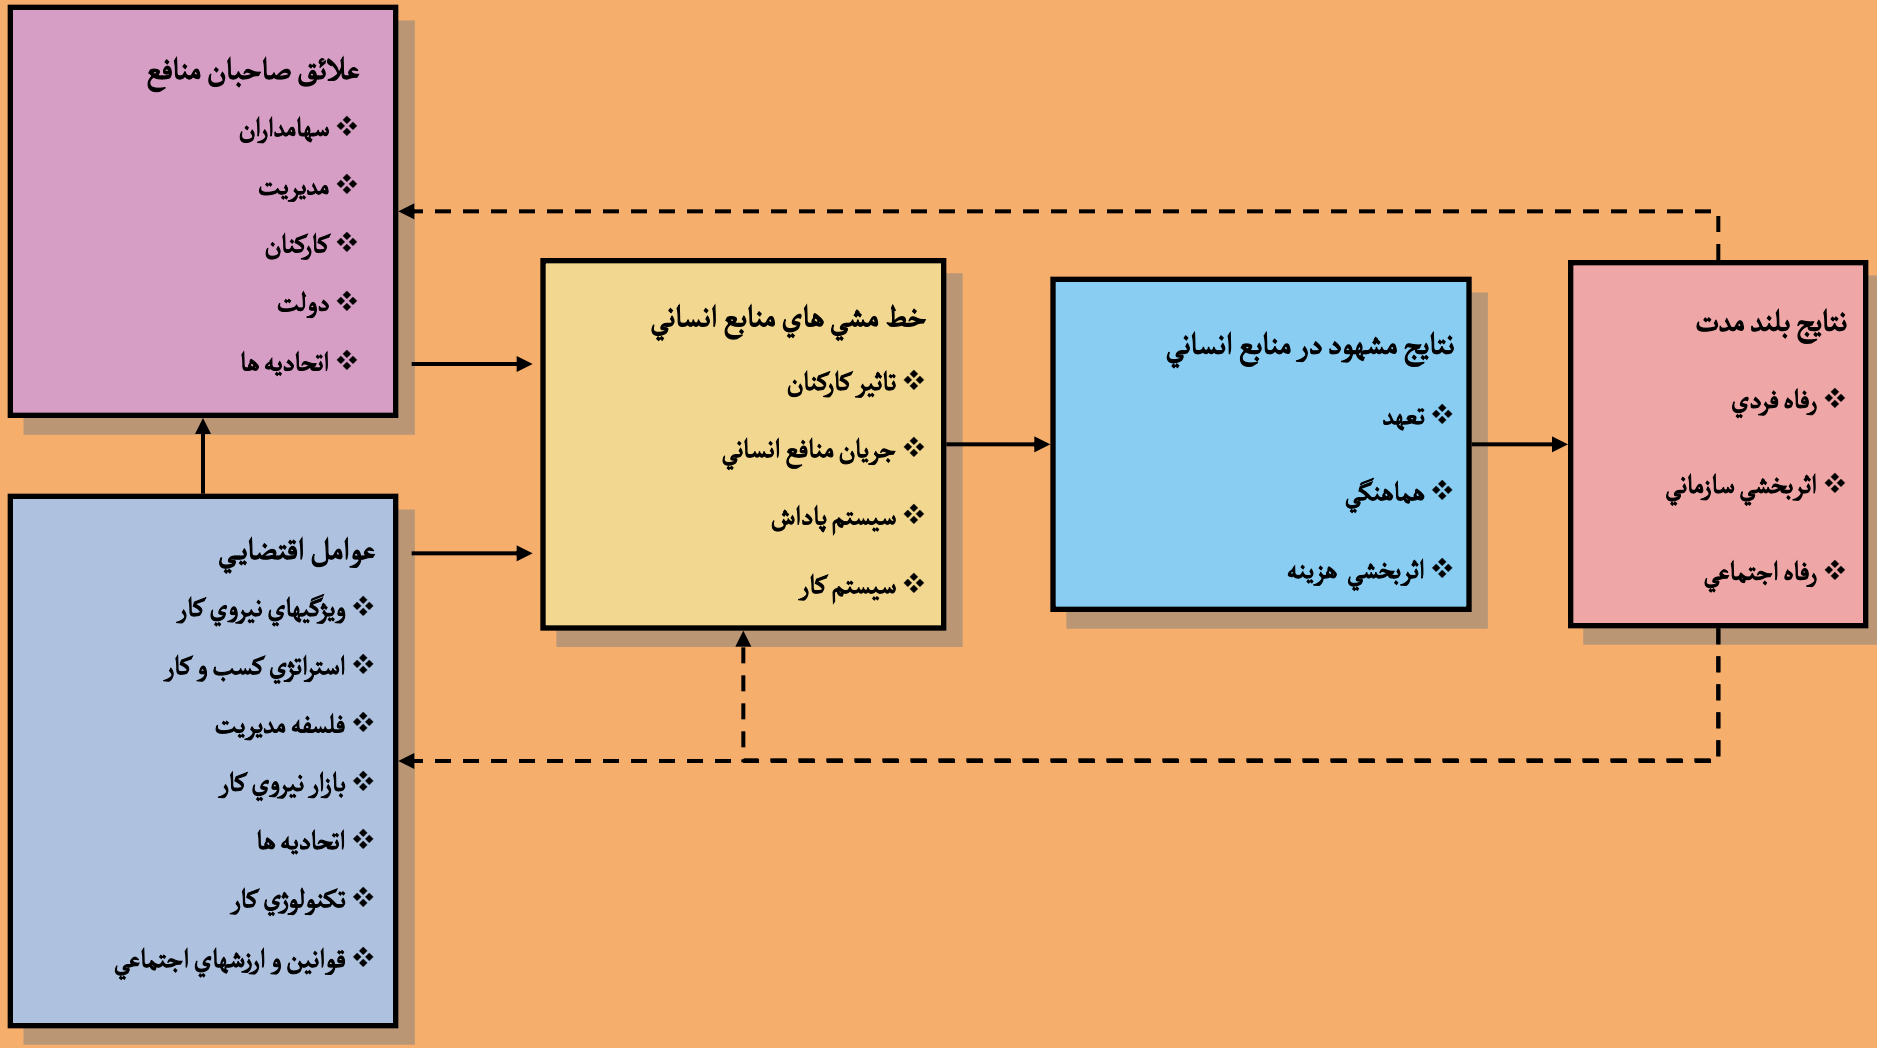 علائق صاحبان منافع
❖ سهامداران
❖ مديريت
❖ كاركنان
❖ دولت
❖ اتحاديه ها
عوامل اقتضايي
❖ ويژگيهاي نيروي كار
❖ استراتژي كسب و كار
❖ فلسفه مديريت
❖ بازار نيروي كار
❖ اتحاديه ها
❖ تكنولوژي كار
❖ قوانين و ارزشهاي اجتماعي
خط مشي هاي منابع انساني
❖ تاثير كاركنان
❖ جريان منافع انساني
❖ سيستم پاداش
❖ سيستم كار
نتايج مشهود در منابع انساني
❖ تعهد
❖ هماهنگي
❖ اثربخشي هزينه
نتايج بلند مدت
❖ رفاه فردي
❖ اثربخشي سازماني
❖ رفاه اجتماعي